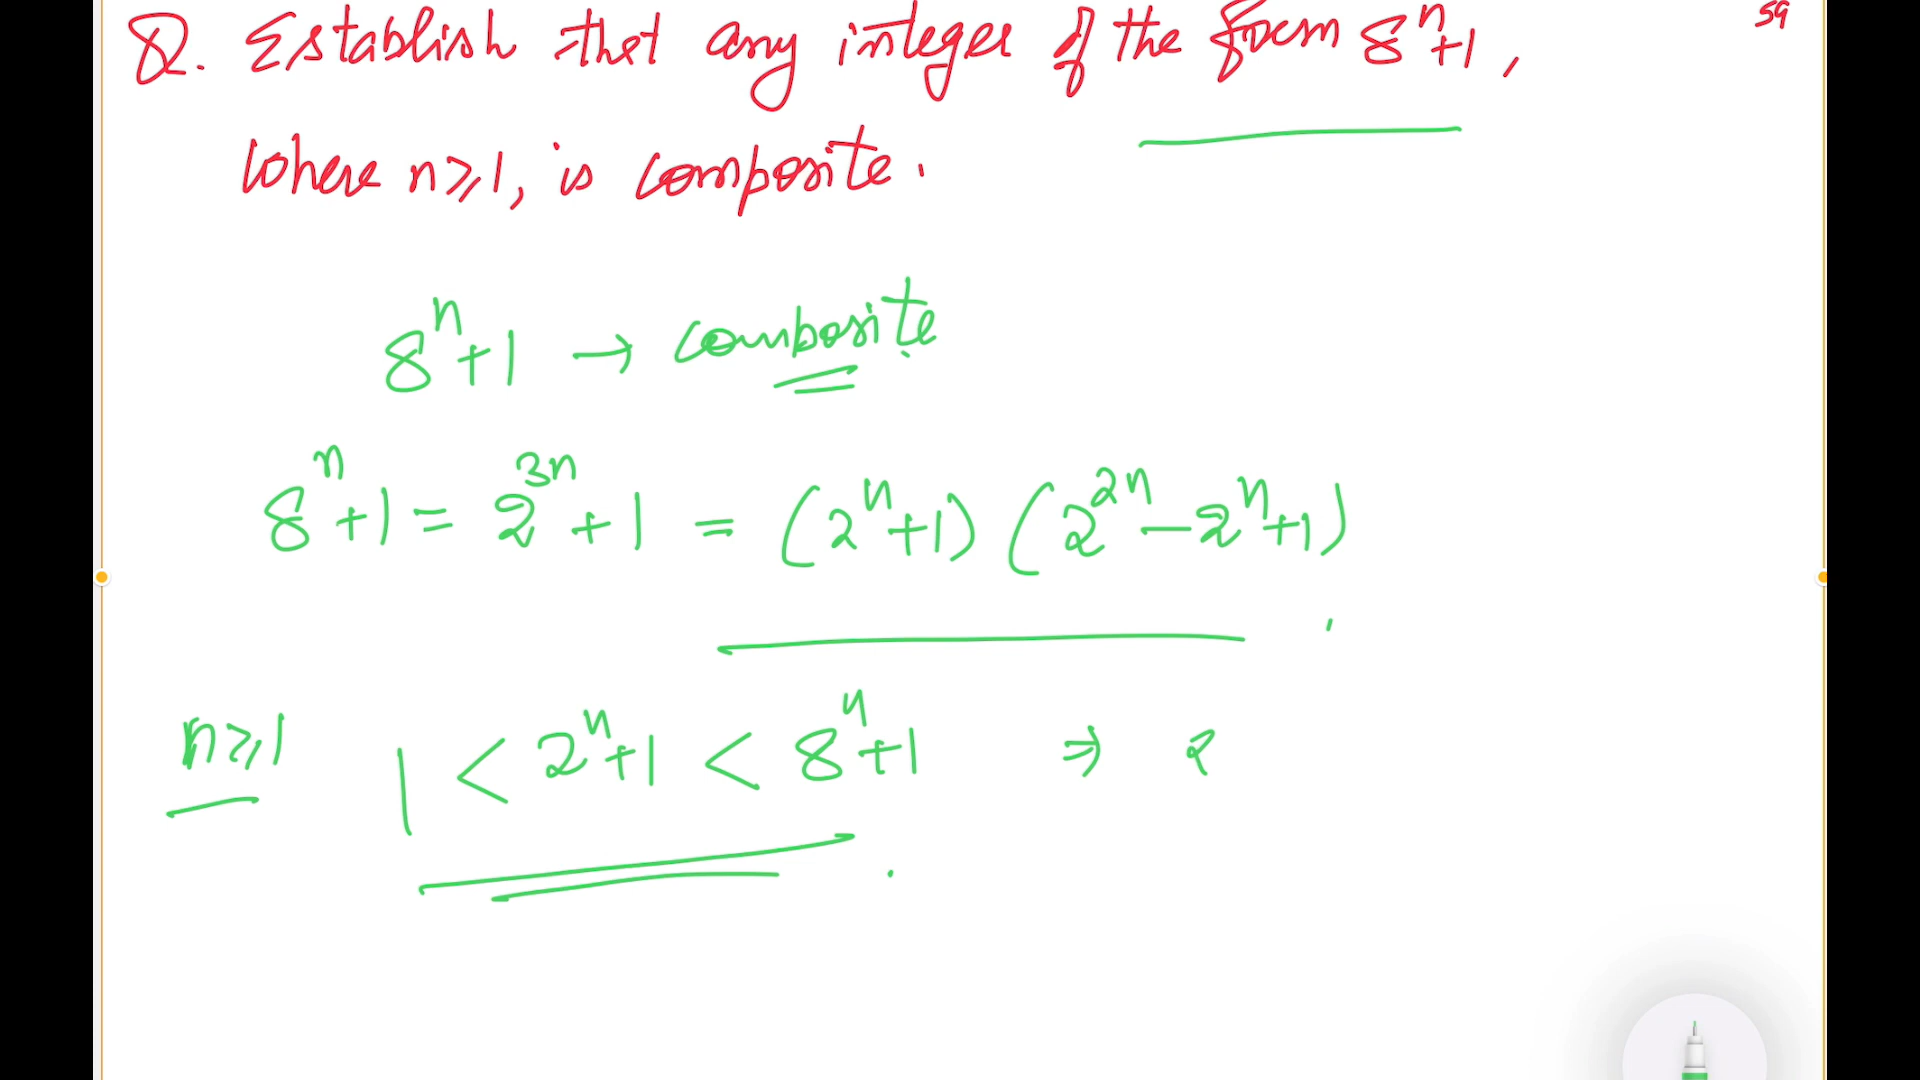 59
Q. Establish that any integer of the form 8ⁿ+1,
where n⩾1, is composite.
8ⁿ+1 → composite
8ⁿ+1 = 2³ⁿ+1 = (2ⁿ+1)(2²ⁿ-2ⁿ+1)
n⩾1 1 < 2ⁿ+1 < 8ⁿ+1 ⇒ 2